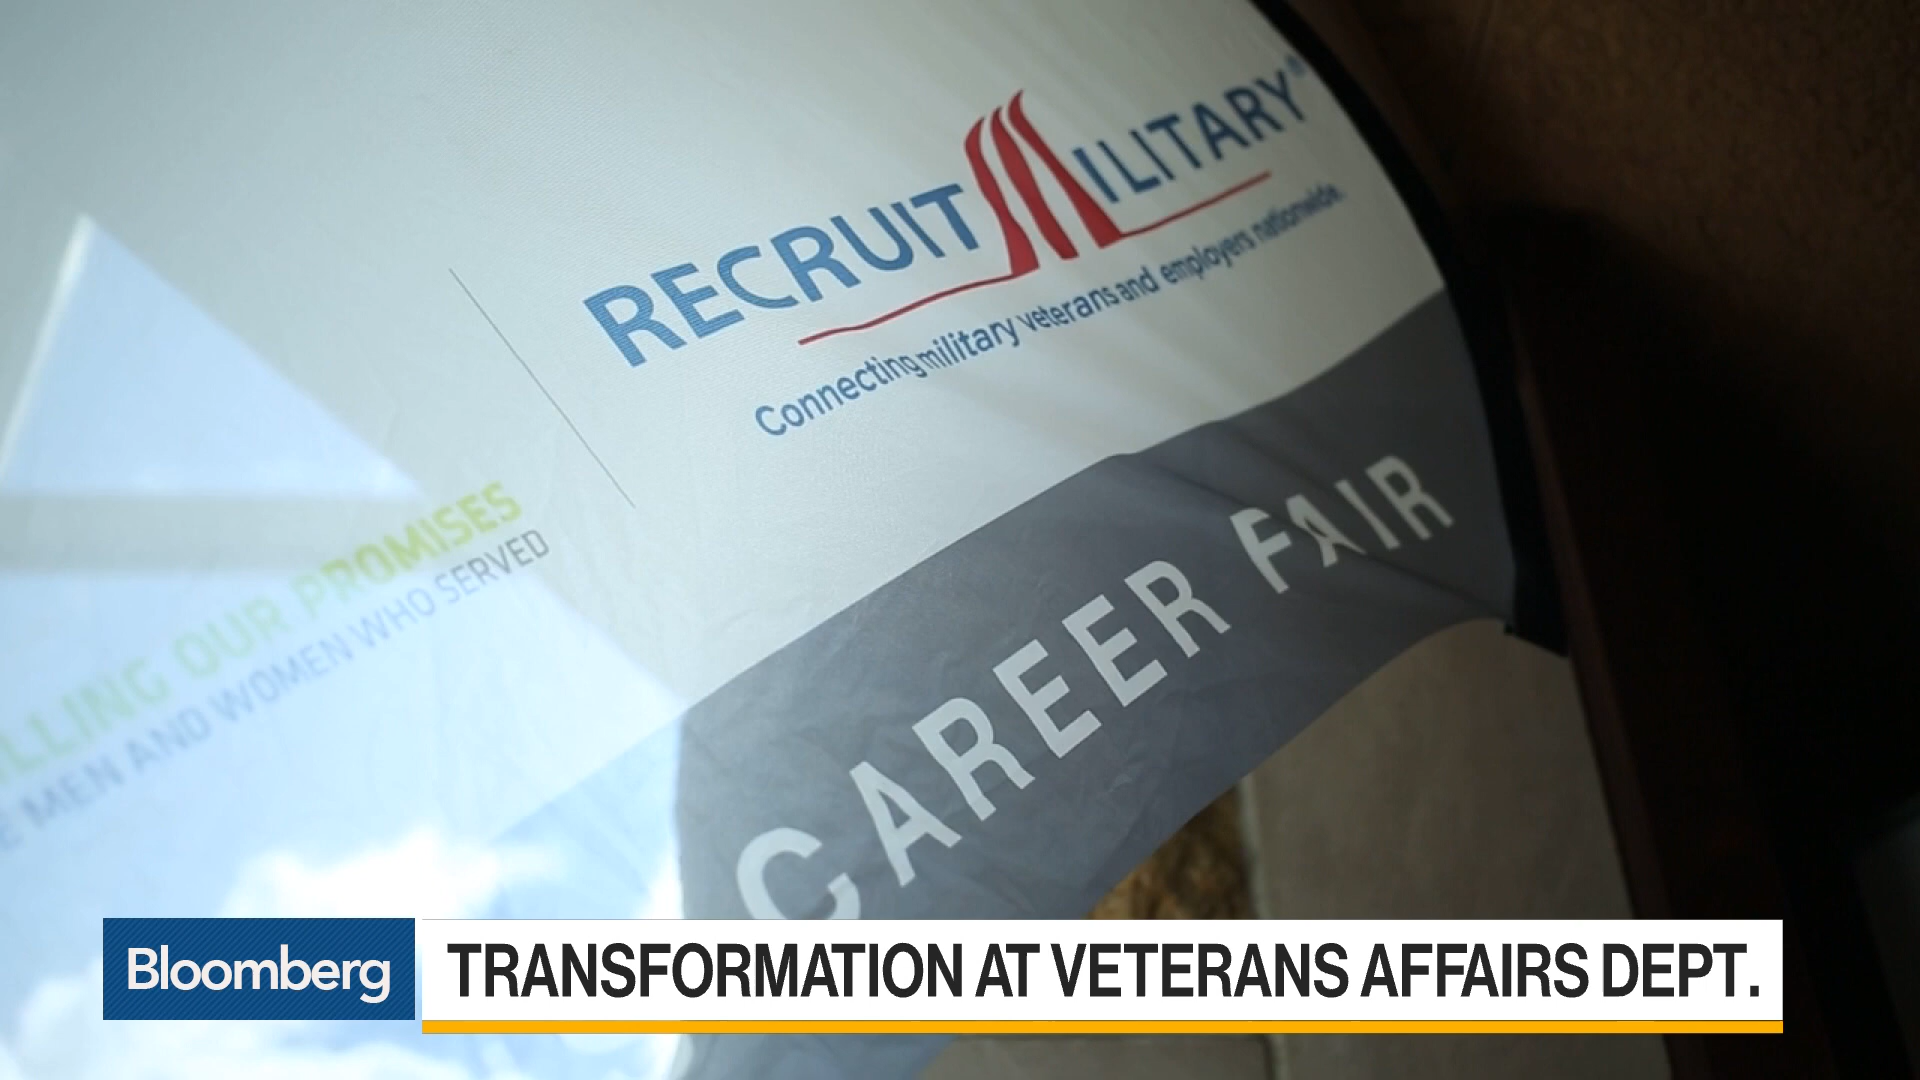 RECRUITMILITARY®
Connecting military veterans and employers nationwide.
OUR PROMISES
MEN AND WOMEN WHO SERVED
CAREER FAIR
Bloomberg
TRANSFORMATION AT VETERANS AFFAIRS DEPT.